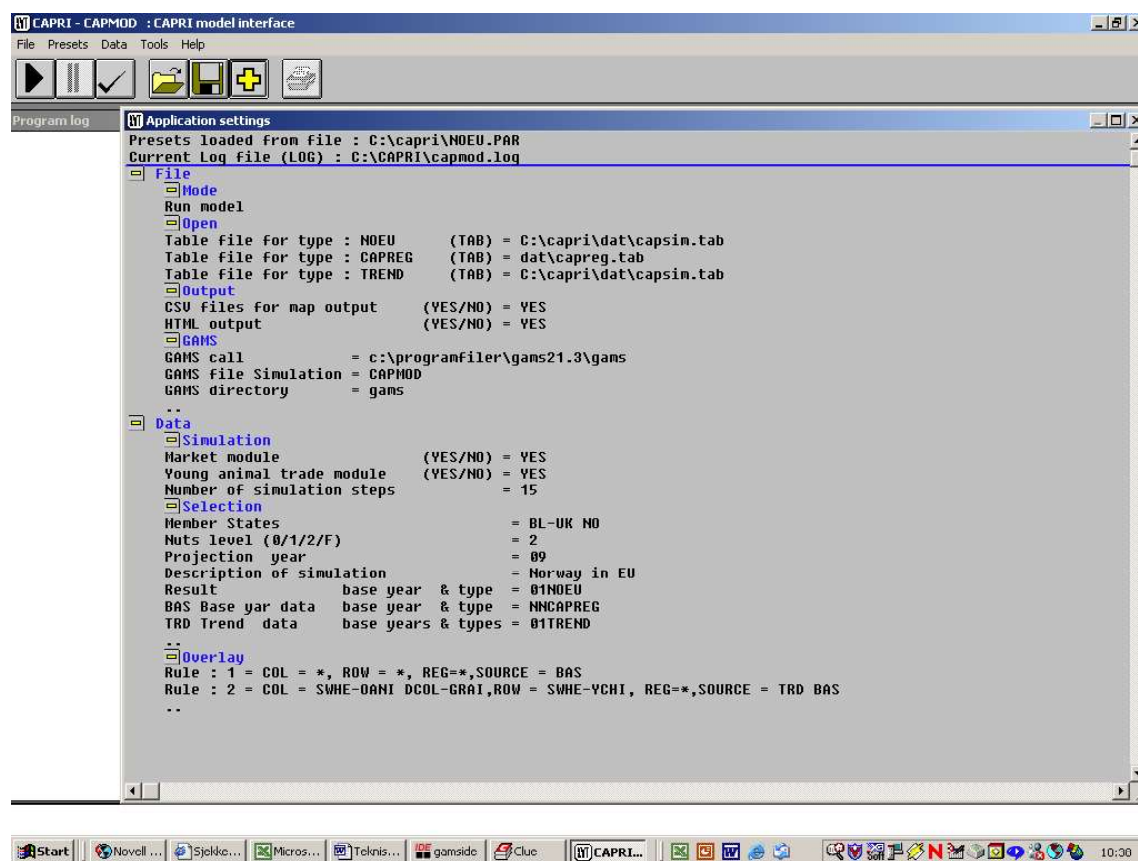 CAPRI - CAPMOD : CAPRI model interface
File Presets Data Tools Help
Program log
Application settings
Presets loaded from file : C:\capri\NOEU.PAR
Current Log file (LOG) : C:\CAPRI\capmod.log
File
Mode
Run model
Open
Table file for type : NOEU (TAB) = C:\capri\dat\capsim.tab
Table file for type : CAPREG (TAB) = dat\capreg.tab
Table file for type : TREND (TAB) = C:\capri\dat\capsim.tab
Output
CSV files for map output (YES/NO) = YES
HTML output (YES/NO) = YES
GAMS
GAMS call = c:\programfiler\gams21.3\gams
GAMS file Simulation = CAPMOD
GAMS directory = gams
..
Data
Simulation
Market module (YES/NO) = YES
Young animal trade module (YES/NO) = YES
Number of simulation steps = 15
Selection
Member States = BL-UK NO
Nuts level (0/1/2/F) = 2
Projection year = 09
Description of simulation = Norway in EU
Result base year & type = 01NOEU
BAS Base yar data base year & type = NNCAPREG
TRD Trend data base years & types = 01TREND
..
Overlay
Rule : 1 = COL = *, ROW = *, REG=*,SOURCE = BAS
Rule : 2 = COL = SWHE-OANI DCOL-GRAI,ROW = SWHE-YCHI, REG=*,SOURCE = TRD BAS
..
Start Novell ... Sjekke... Micros... Teknis... gamside Clue CAPRI... 10:30